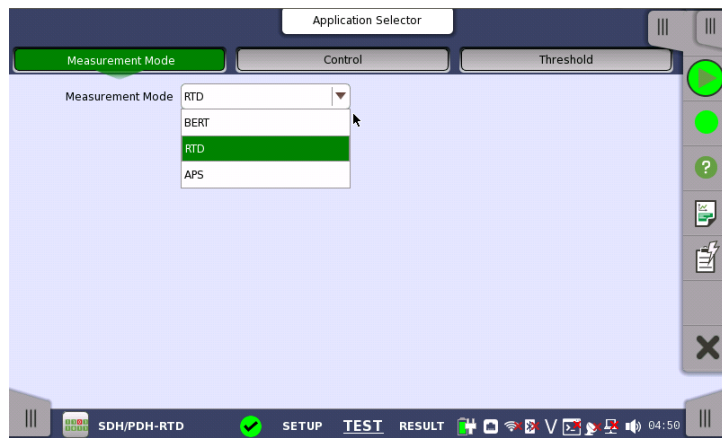 Application Selector
Measurement Mode Control Threshold
Measurement Mode RTD
BERT
RTD
APS
SDH/PDH-RTD SETUP TEST RESULT 04:50